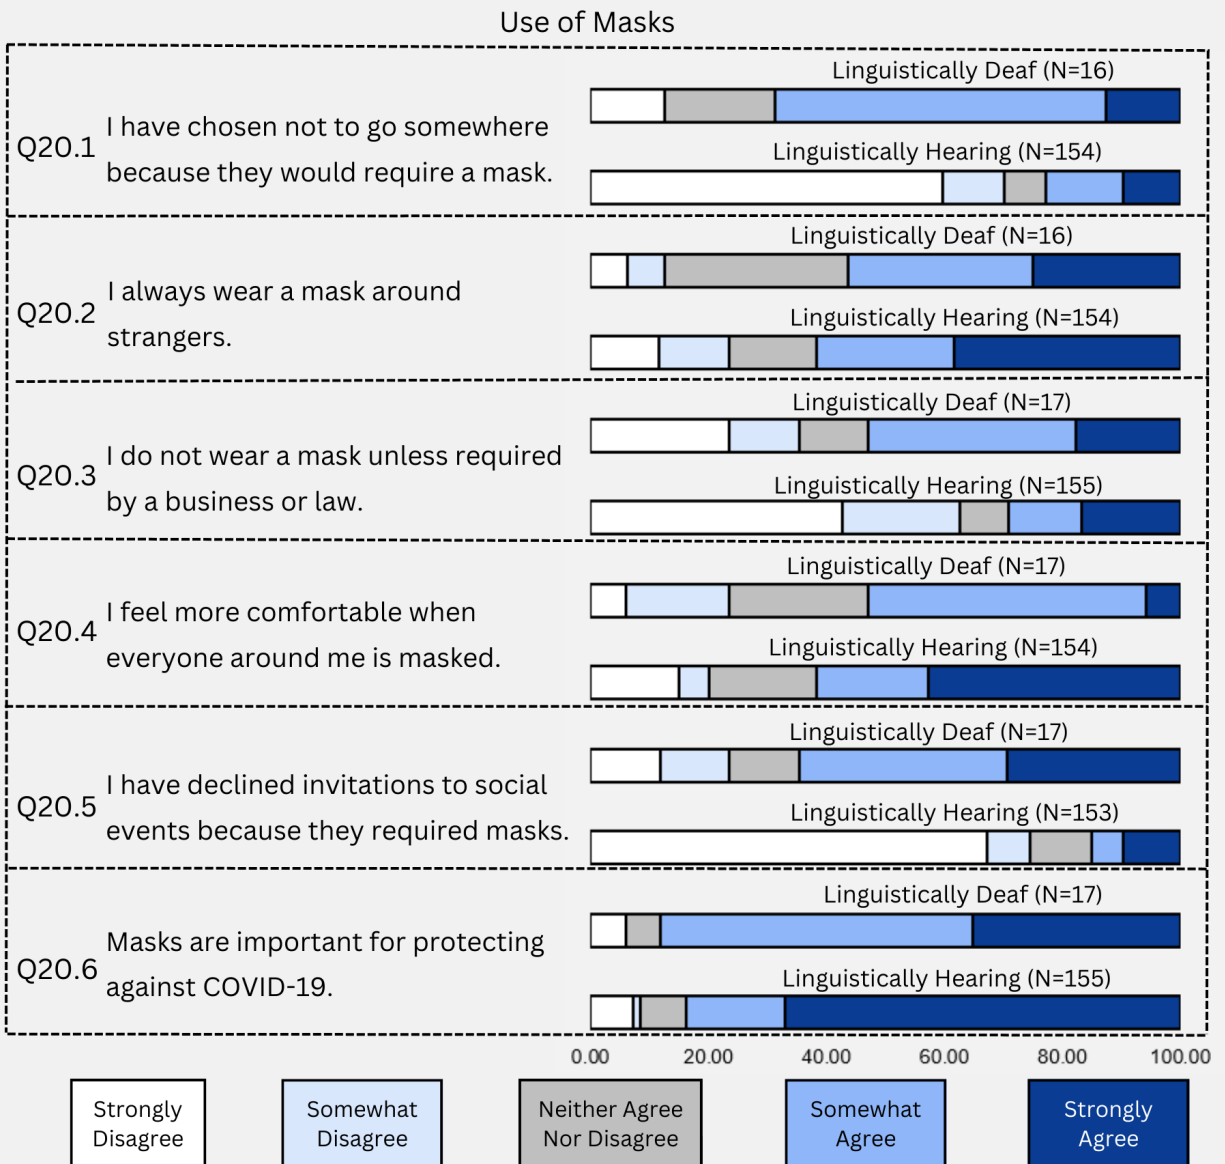 Use of Masks
Linguistically Deaf (N=16)
Q20.1
I have chosen not to go somewhere
because they would require a mask.
Linguistically Hearing (N=154)
Linguistically Deaf (N=16)
Q20.2
I always wear a mask around
strangers.
Linguistically Hearing (N=154)
Linguistically Deaf (N=17)
Q20.3
I do not wear a mask unless required
by a business or law.
Linguistically Hearing (N=155)
Linguistically Deaf (N=17)
Q20.4
I feel more comfortable when
everyone around me is masked.
Linguistically Hearing (N=154)
Linguistically Deaf (N=17)
Q20.5
I have declined invitations to social
events because they required masks.
Linguistically Hearing (N=153)
Linguistically Deaf (N=17)
Q20.6
Masks are important for protecting
against COVID-19.
Linguistically Hearing (N=155)
0.00 20.00 40.00 60.00 80.00 100.00
Strongly
Disagree
Somewhat
Disagree
Neither Agree
Nor Disagree
Somewhat
Agree
Strongly
Agree